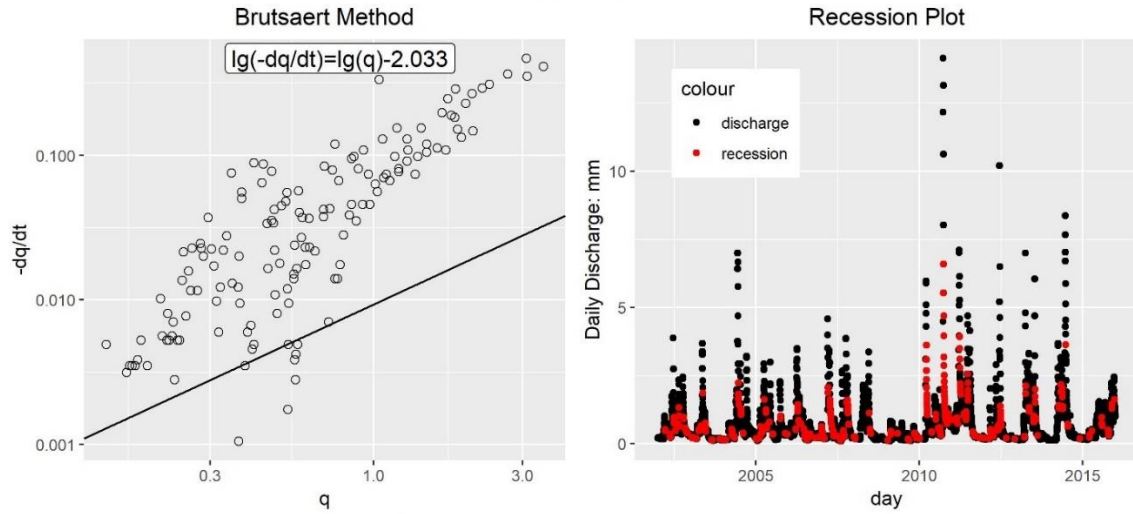 Brutsaert Method
lg(-dq/dt)=lg(q)-2.033
-dq/dt
0.100
0.010
0.001
0.3
1.0
3.0
q
Recession Plot
colour
discharge
recession
Daily Discharge: mm
10
5
0
2005
2010
2015
day